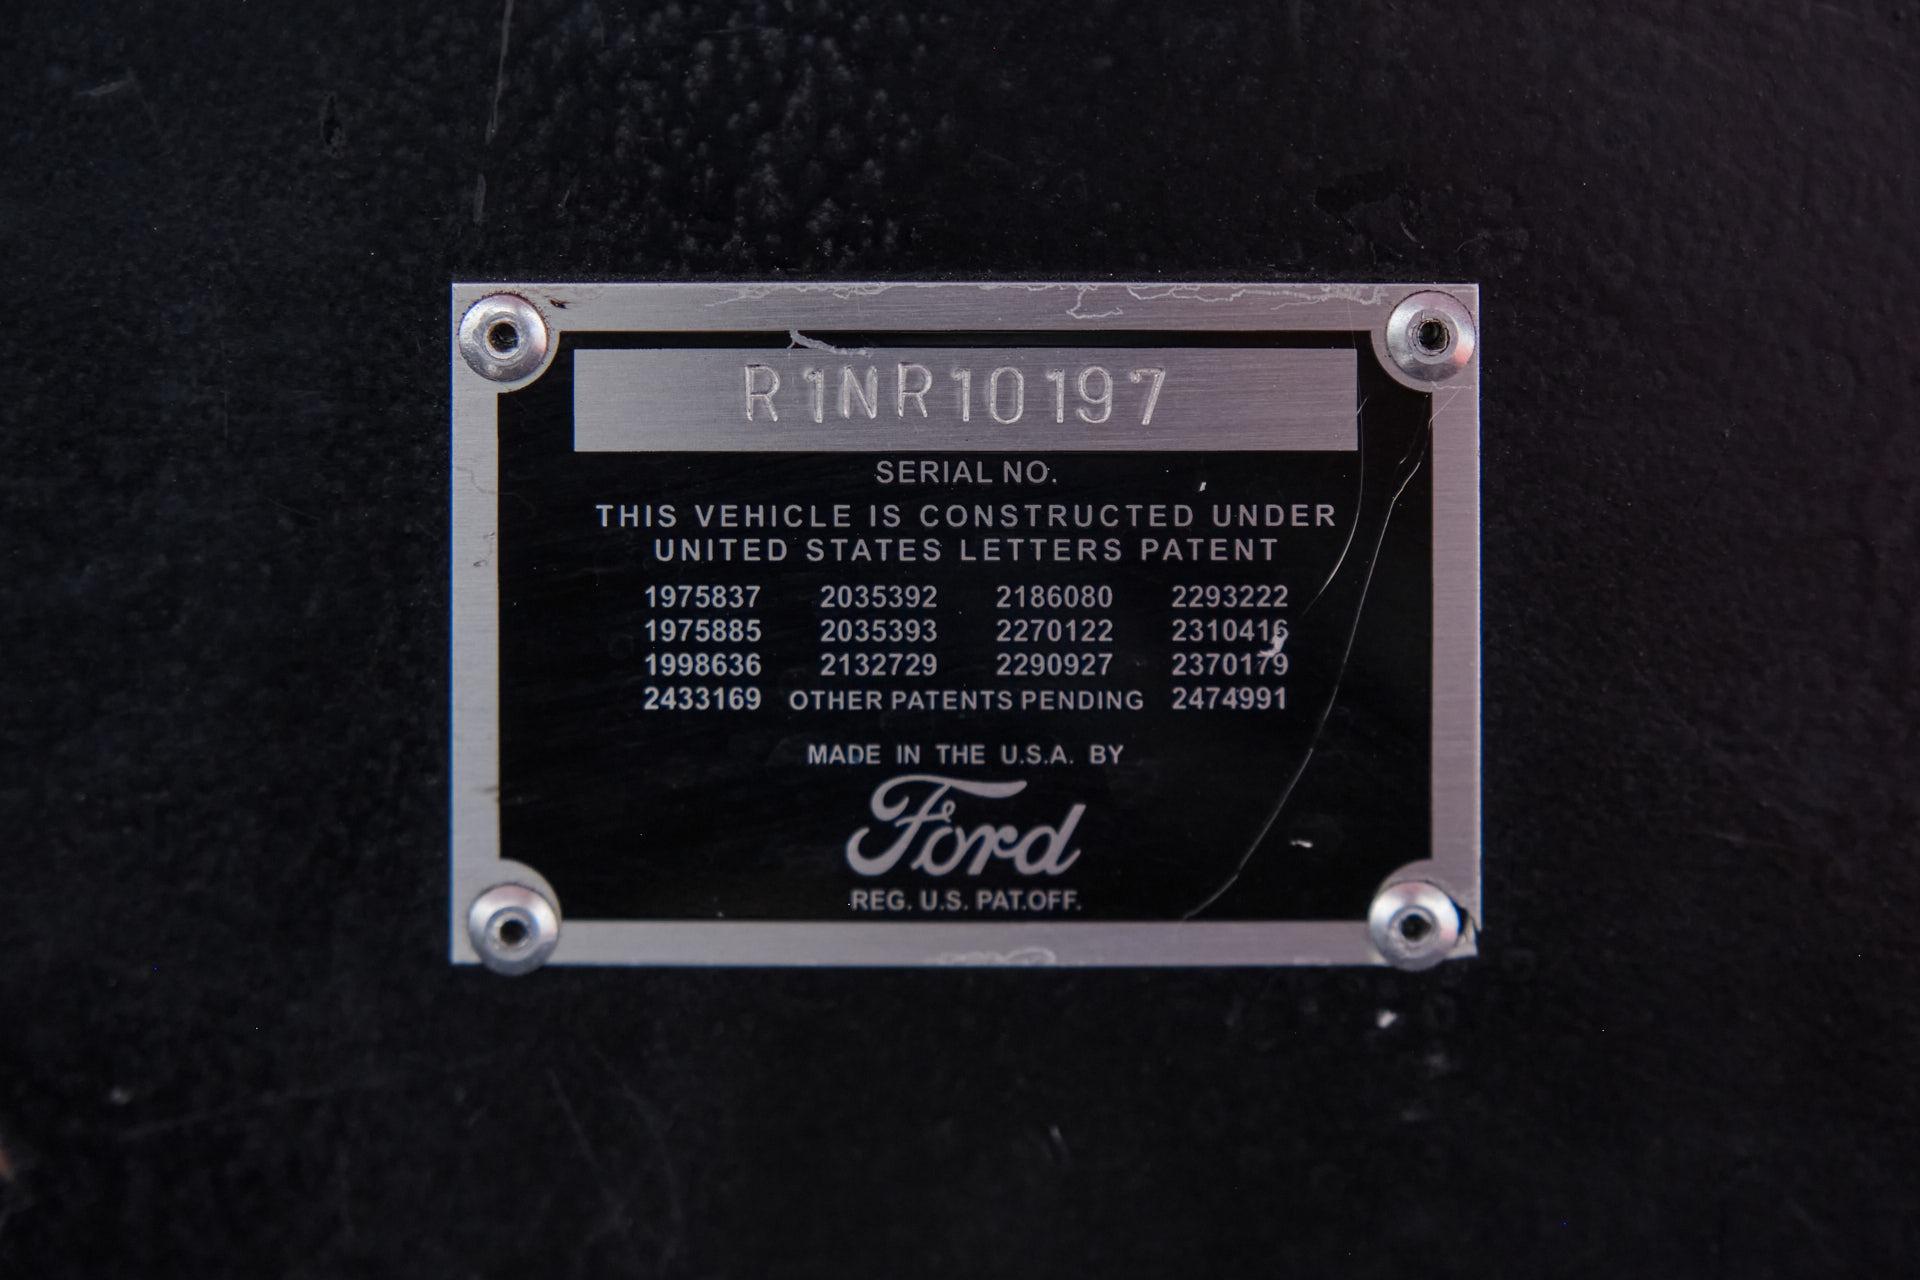 R1NR10197
SERIAL NO.
THIS VEHICLE IS CONSTRUCTED UNDER
UNITED STATES LETTERS PATENT
1975837 2035392 2186080 2293222
1975885 2035393 2270122 2310416
1998636 2132729 2290927 2370179
2433169 OTHER PATENTS PENDING 2474991
MADE IN THE U.S.A. BY
Ford
REG. U.S. PAT.OFF.